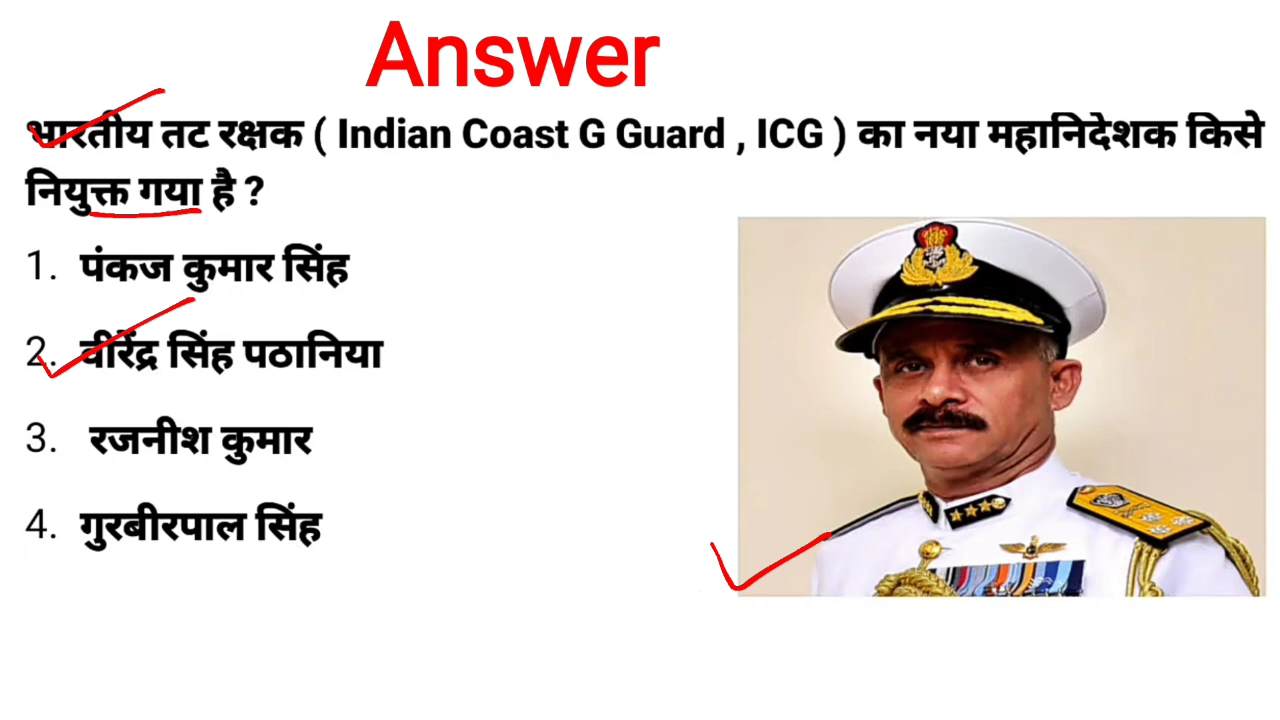 Answer
भारतीय तट रक्षक ( Indian Coast G Guard , ICG ) का नया महानिदेशक किसे
नियुक्त गया है ?
1. पंकज कुमार सिंह
2. वीरेंद्र सिंह पठानिया
3. रजनीश कुमार
4. गुरबीरपाल सिंह